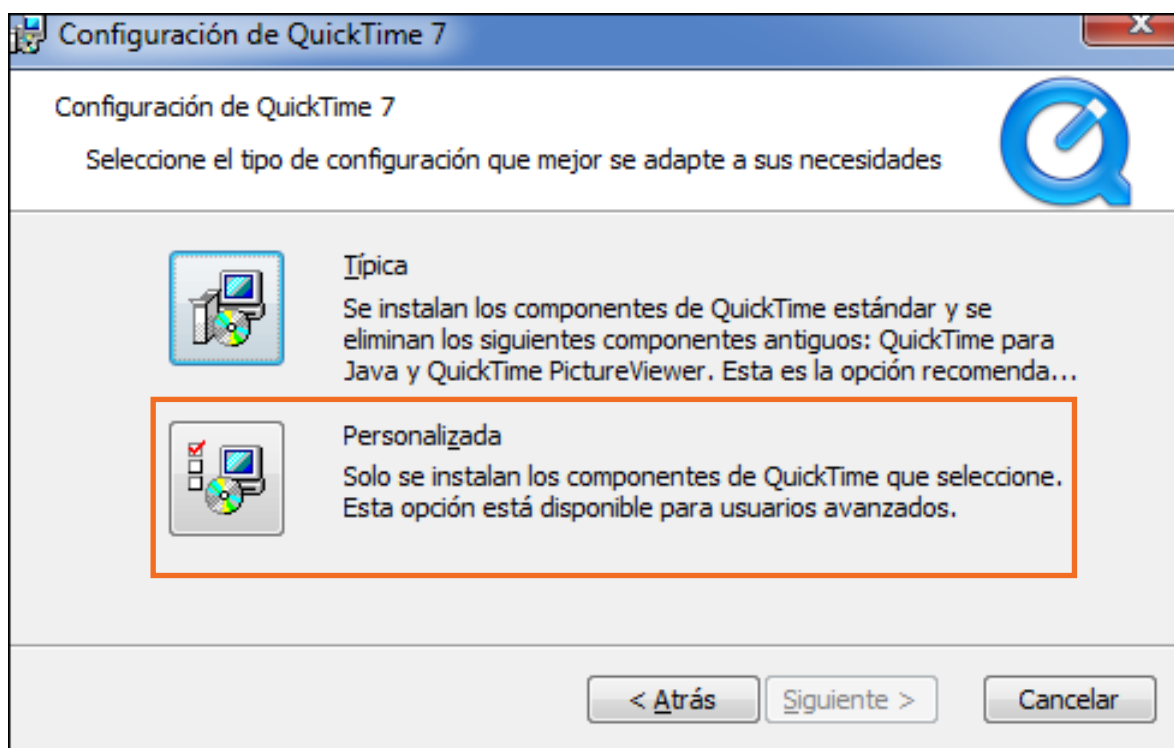 Configuración de QuickTime 7
Configuración de QuickTime 7
Seleccione el tipo de configuración que mejor se adapte a sus necesidades
Típica
Se instalan los componentes de QuickTime estándar y se
eliminan los siguientes componentes antiguos: QuickTime para
Java y QuickTime PictureViewer. Esta es la opción recomenda...
Personalizada
Solo se instalan los componentes de QuickTime que seleccione.
Esta opción está disponible para usuarios avanzados.
< Atrás
Siguiente >
Cancelar